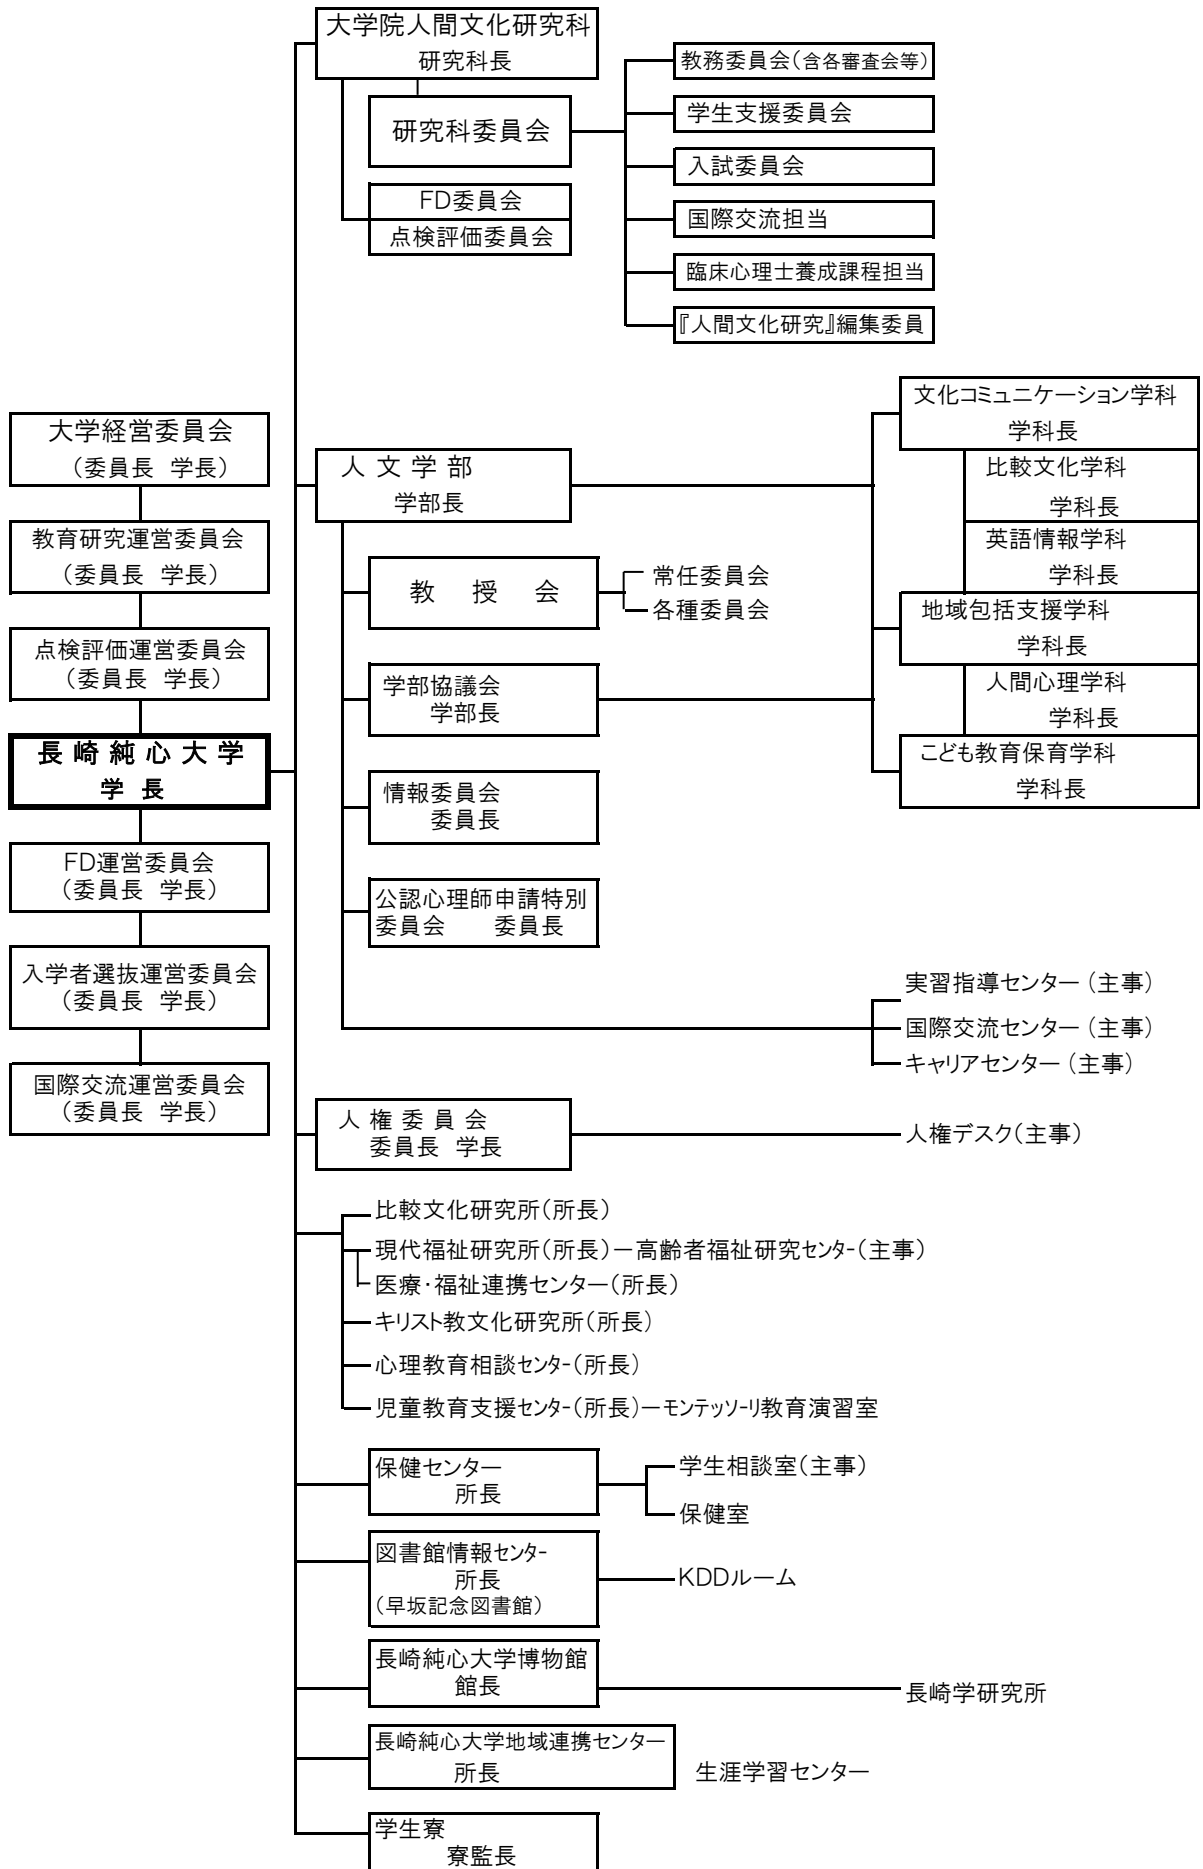 大学院人間文化研究科
研究科長
研究科委員会
FD委員会
点検評価委員会
教務委員会(含各審査会等)
学生支援委員会
入試委員会
国際交流担当
臨床心理士養成課程担当
『人間文化研究』編集委員
大学経営委員会
(委員長 学長)
教育研究運営委員会
(委員長 学長)
点検評価運営委員会
(委員長 学長)
長崎純心大学
学長
FD運営委員会
(委員長 学長)
入学者選抜運営委員会
(委員長 学長)
国際交流運営委員会
(委員長 学長)
人文学部
学部長
教授会
常任委員会
各種委員会
学部協議会
学部長
情報委員会
委員長
公認心理師申請特別
委員会 委員長
文化コミュニケーション学科
学科長
比較文化学科
学科長
英語情報学科
学科長
地域包括支援学科
学科長
人間心理学科
学科長
こども教育保育学科
学科長
実習指導センター(主事)
国際交流センター(主事)
キャリアセンター(主事)
人権委員会
委員長 学長
人権デスク(主事)
比較文化研究所(所長)
現代福祉研究所(所長)ー高齢者福祉研究センター(主事)
医療・福祉連携センター(所長)
キリスト教文化研究所(所長)
心理教育相談センター(所長)
児童教育支援センター(所長)ーモンテッソーリ教育演習室
保健センター
所長
学生相談室(主事)
保健室
図書館情報センター
所長
(早坂記念図書館)
KDDルーム
長崎純心大学博物館
館長
長崎学研究所
長崎純心大学地域連携センター
所長
生涯学習センター
学生寮
寮監長